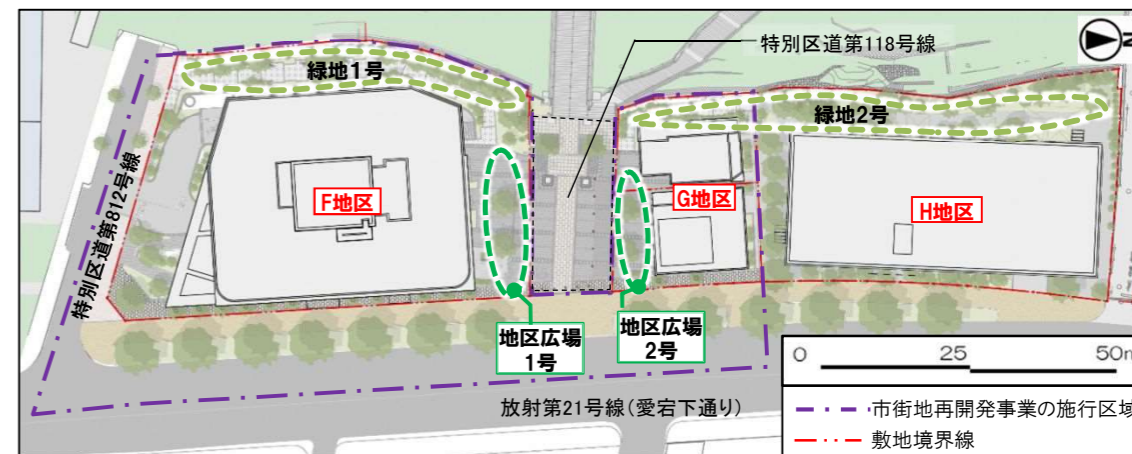 特別区道第118号線
N
緑地1号
緑地2号
F地区
G地区
H地区
特別区道第812号線
地区広場
1号
地区広場
2号
0 25 50m
放射第21号線(愛宕下通り)
市街地再開発事業の施行区域
敷地境界線